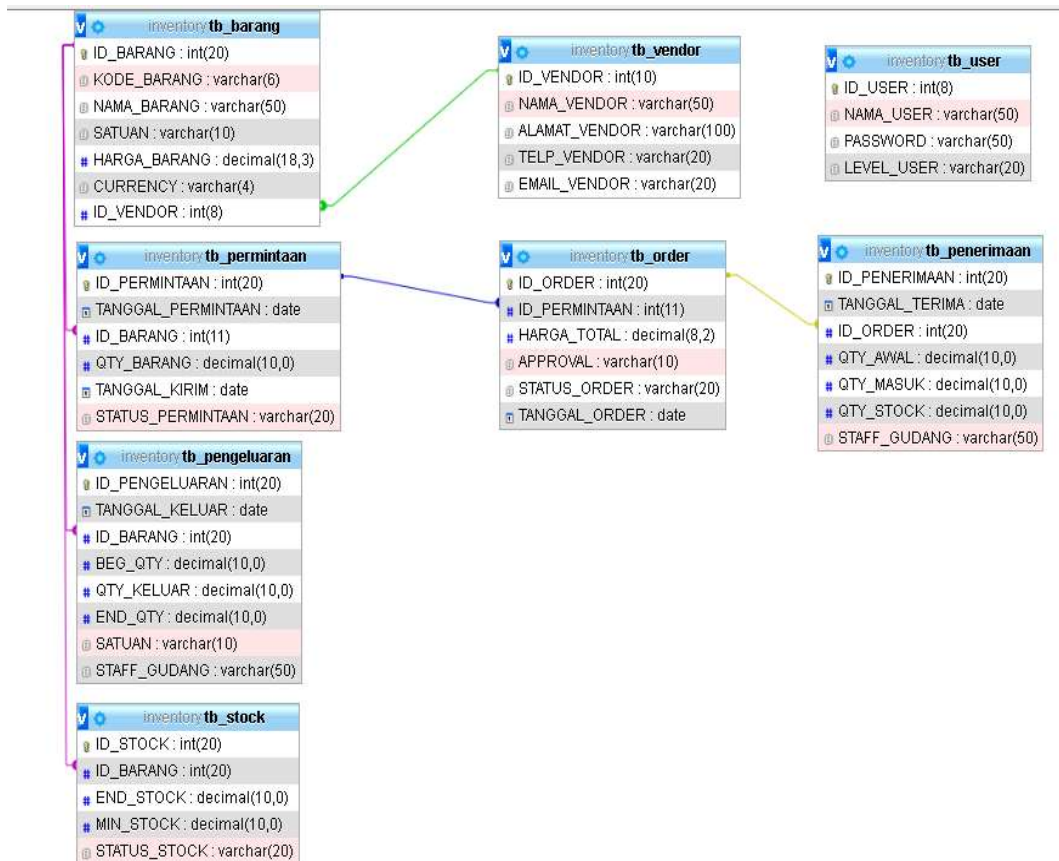 inventory tb_barang
ID_BARANG : int(20)
KODE_BARANG : varchar(6)
NAMA_BARANG : varchar(50)
SATUAN : varchar(10)
HARGA_BARANG : decimal(18,3)
CURRENCY : varchar(4)
ID_VENDOR : int(8)
inventory tb_vendor
ID_VENDOR : int(10)
NAMA_VENDOR : varchar(50)
ALAMAT_VENDOR : varchar(100)
TELP_VENDOR : varchar(20)
EMAIL_VENDOR : varchar(20)
inventory tb_user
ID_USER : int(8)
NAMA_USER : varchar(50)
PASSWORD : varchar(50)
LEVEL_USER : varchar(20)
inventory tb_permintaan
ID_PERMINTAAN : int(20)
TANGGAL_PERMINTAAN : date
ID_BARANG : int(11)
QTY_BARANG : decimal(10,0)
TANGGAL_KIRIM : date
STATUS_PERMINTAAN : varchar(20)
inventory tb_order
ID_ORDER : int(20)
ID_PERMINTAAN : int(11)
HARGA_TOTAL : decimal(8,2)
APPROVAL : varchar(10)
STATUS_ORDER : varchar(20)
TANGGAL_ORDER : date
inventory tb_penerimaan
ID_PENERIMAAN : int(20)
TANGGAL_TERIMA : date
ID_ORDER : int(20)
QTY_AWAL : decimal(10,0)
QTY_MASUK : decimal(10,0)
QTY_STOCK : decimal(10,0)
STAFF_GUDANG : varchar(50)
inventory tb_pengeluaran
ID_PENGELUARAN : int(20)
TANGGAL_KELUAR : date
ID_BARANG : int(20)
BEG_QTY : decimal(10,0)
QTY_KELUAR : decimal(10,0)
END_QTY : decimal(10,0)
SATUAN : varchar(10)
STAFF_GUDANG : varchar(50)
inventory tb_stock
ID_STOCK : int(20)
ID_BARANG : int(20)
END_STOCK : decimal(10,0)
MIN_STOCK : decimal(10,0)
STATUS_STOCK : varchar(20)